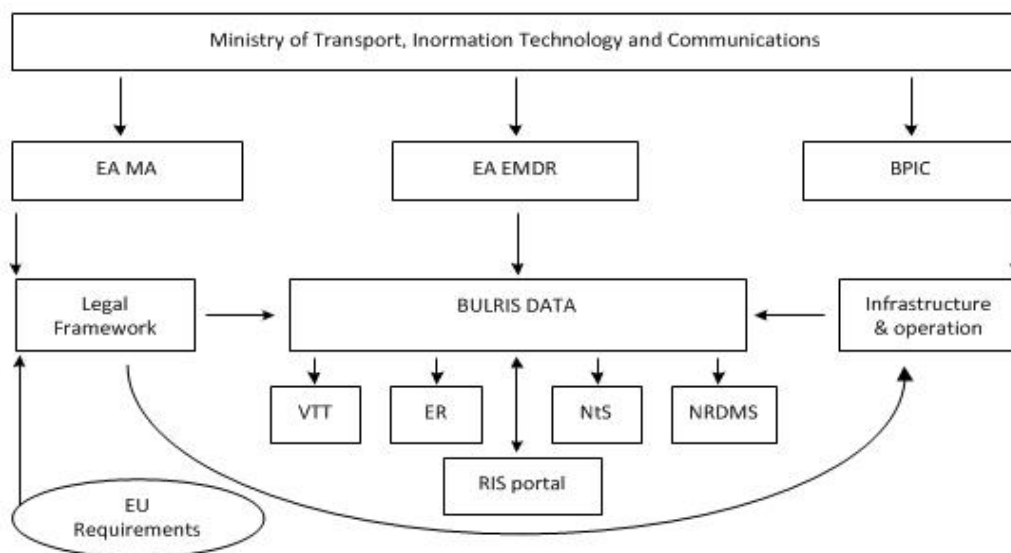 Ministry of Transport, Inormation Technology and Communications
EA MA
EA EMDR
BPIC
Legal
Framework
BULRIS DATA
Infrastructure
& operation
VTT
ER
NtS
NRDMS
RIS portal
EU
Requirements